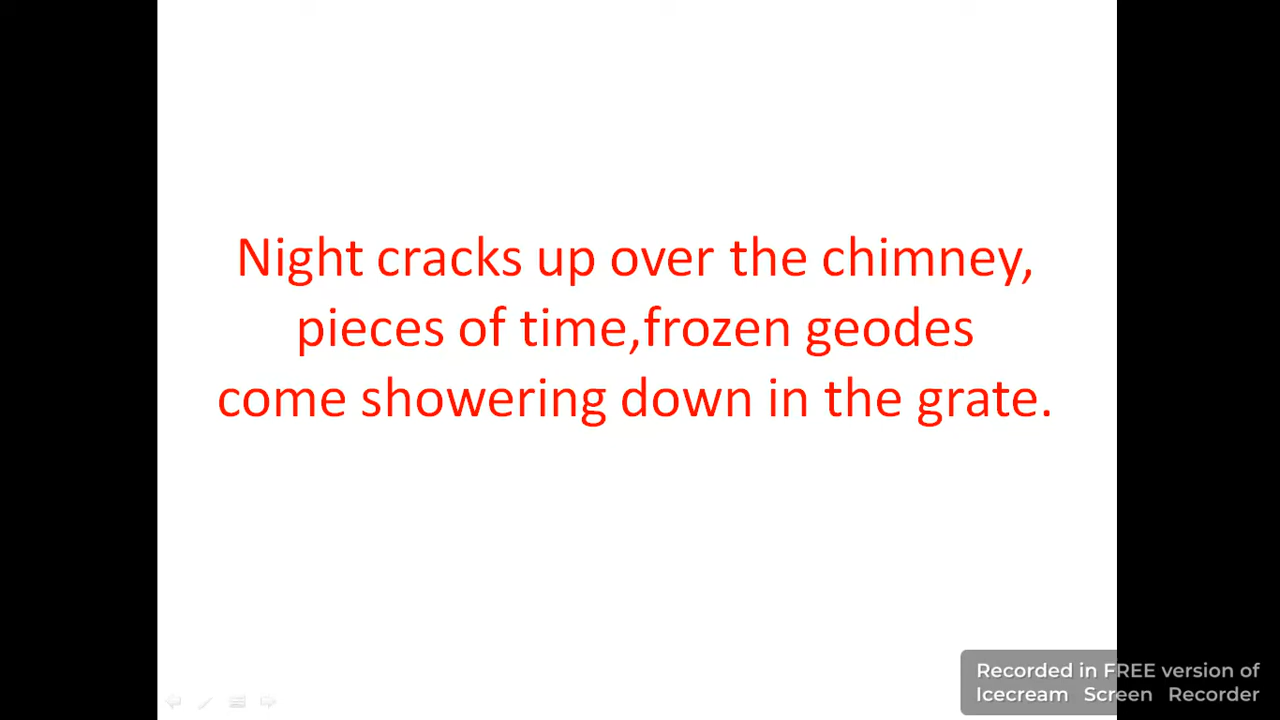 Night cracks up over the chimney,
pieces of time,frozen geodes
come showering down in the grate.
Recorded in FREE version of
Icecream Screen Recorder